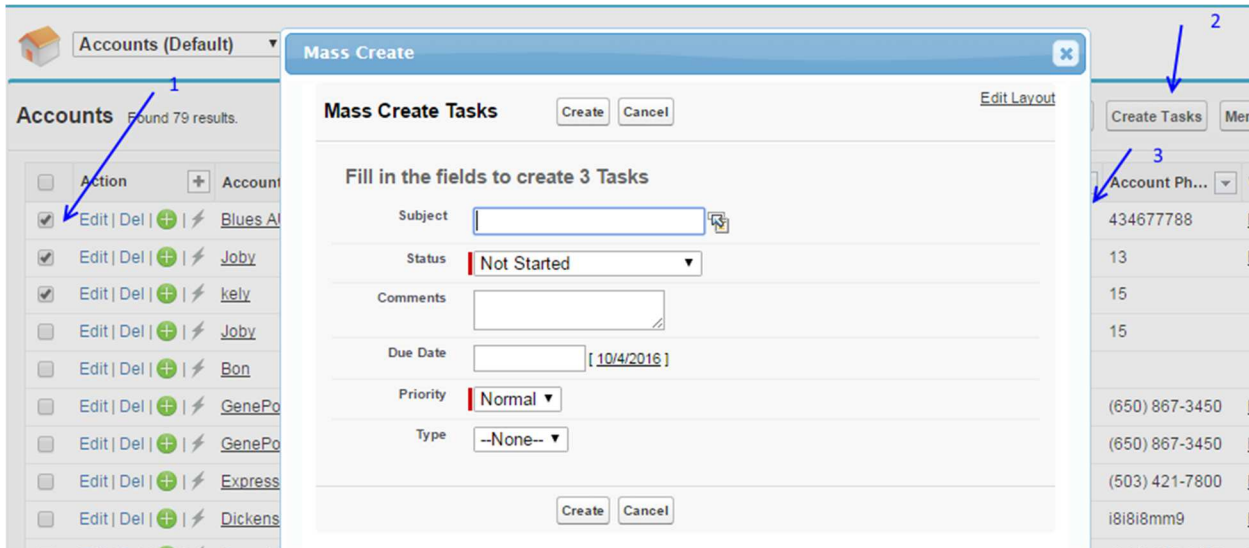 2
Accounts (Default)
Mass Create
1
Accounts Found 79 results.
Mass Create Tasks Create Cancel Edit Layout
Create Tasks
3
Action Account
Account Ph...
Fill in the fields to create 3 Tasks
Edit | Del | Blues Subject 434677788
Edit | Del | Joby Status Not Started 13
Edit | Del | kely Comments 15
Edit | Del | Joby 15
Edit | Del | Bon Due Date [ 10/4/2016 ]
Priority Normal
Edit | Del | GenePo (650) 867-3450
Edit | Del | GenePo Type --None-- (650) 867-3450
Edit | Del | Express (503) 421-7800
Edit | Del | Dickens Create Cancel i8i8i8mm9